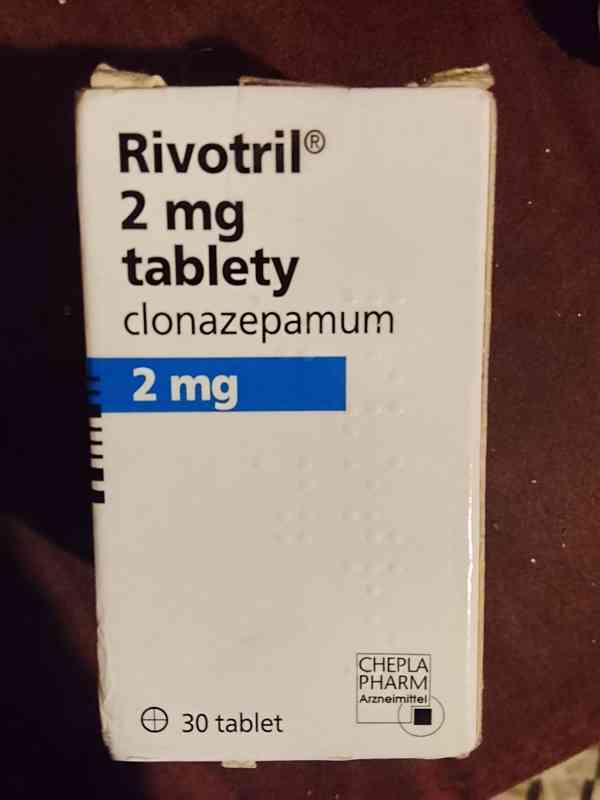 Rivotril®
2 mg
tablety
clonazepamum
2 mg
CHEPLA
PHARM
Arzneimittel
30 tablet